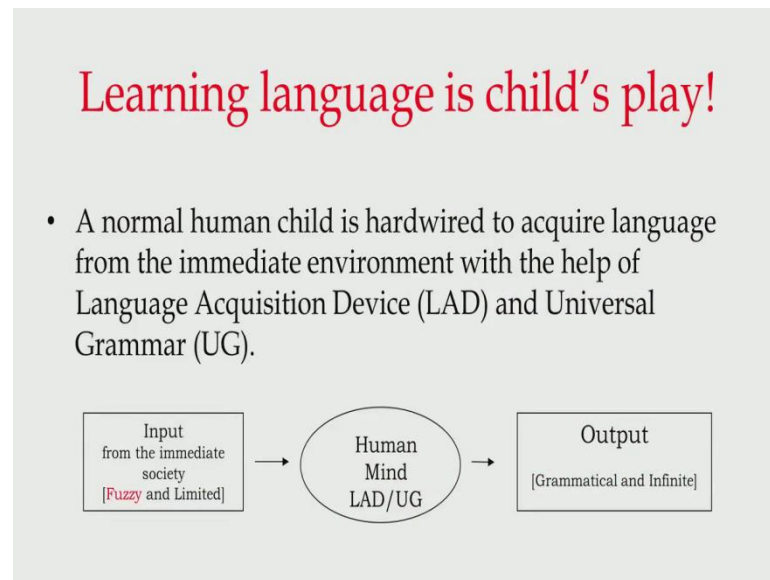 Learning language is child's play!
• A normal human child is hardwired to acquire language
from the immediate environment with the help of
Language Acquisition Device (LAD) and Universal
Grammar (UG).
Input
from the immediate
society
[Fuzzy and Limited]
Human
Mind
LAD/UG
Output
[Grammatical and Infinite]